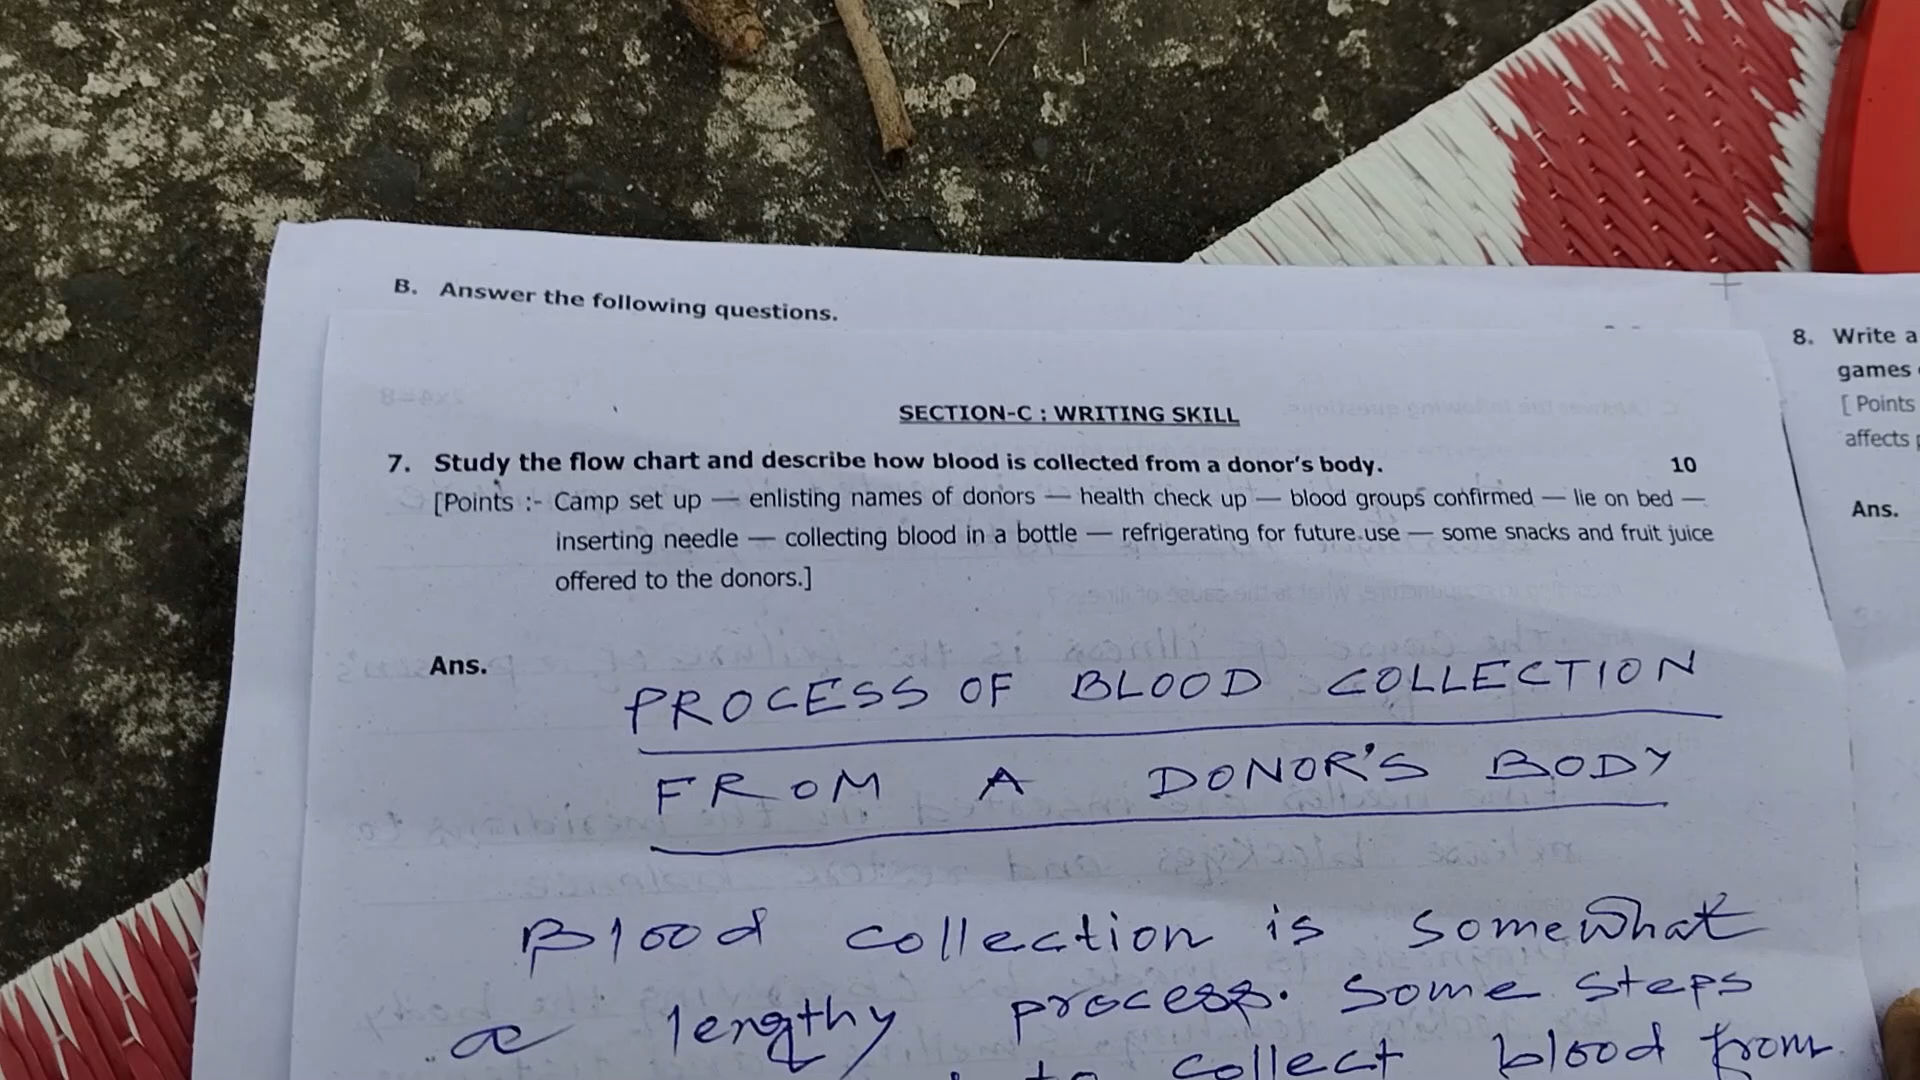 B. Answer the following questions.
SECTION-C : WRITING SKILL
7. Study the flow chart and describe how blood is collected from a donor's body. 10
[Points :- Camp set up — enlisting names of donors — health check up — blood groups confirmed — lie on bed —
inserting needle — collecting blood in a bottle — refrigerating for future use — some snacks and fruit juice
offered to the donors.]
Ans.
PROCESS OF BLOOD COLLECTION
FROM A DONOR'S BODY
Blood collection is somewhat
a lengthy process. Some steps
to collect blood from
8. Write a
games
[ Points
affects
Ans.